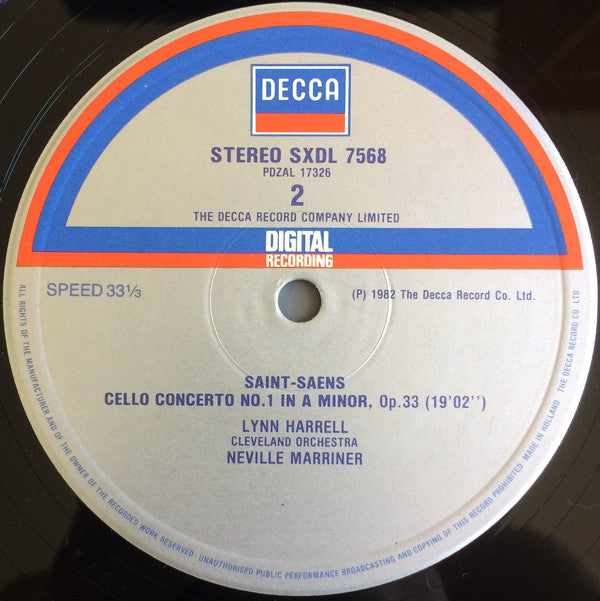 DECCA
STEREO SXDL 7568
PDZAL 17326
2
THE DECCA RECORD COMPANY LIMITED
DIGITAL
RECORDING
SPEED 33⅓
(P) 1982 The Decca Record Co. Ltd.
SAINT-SAENS
CELLO CONCERTO NO.1 IN A MINOR, Op.33 (19'02'')
LYNN HARRELL
CLEVELAND ORCHESTRA
NEVILLE MARRINER
ALL RIGHTS OF THE MANUFACTURER AND OF THE OWNER OF THE RECORDED WORK RESERVED. UNAUTHORISED PUBLIC PERFORMANCE BROADCASTING AND COPYING OF THIS RECORD PROHIBITED. MADE IN HOLLAND. THE DECCA RECORD CO. LTD